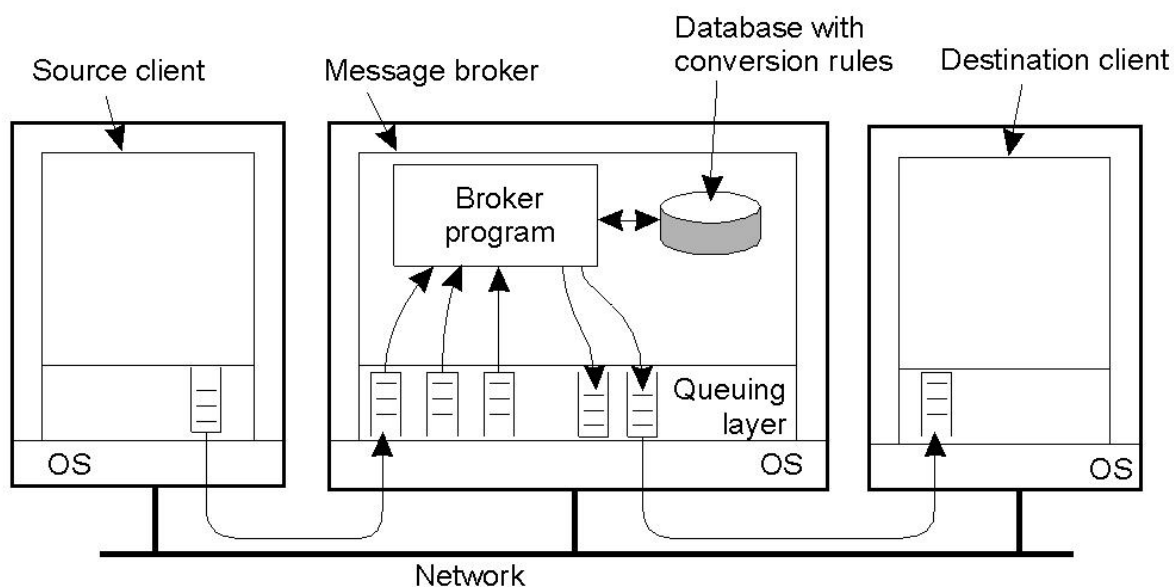 Source client
Message broker
Database with
conversion rules
Destination client
Broker
program
Queuing
layer
OS
OS
OS
Network